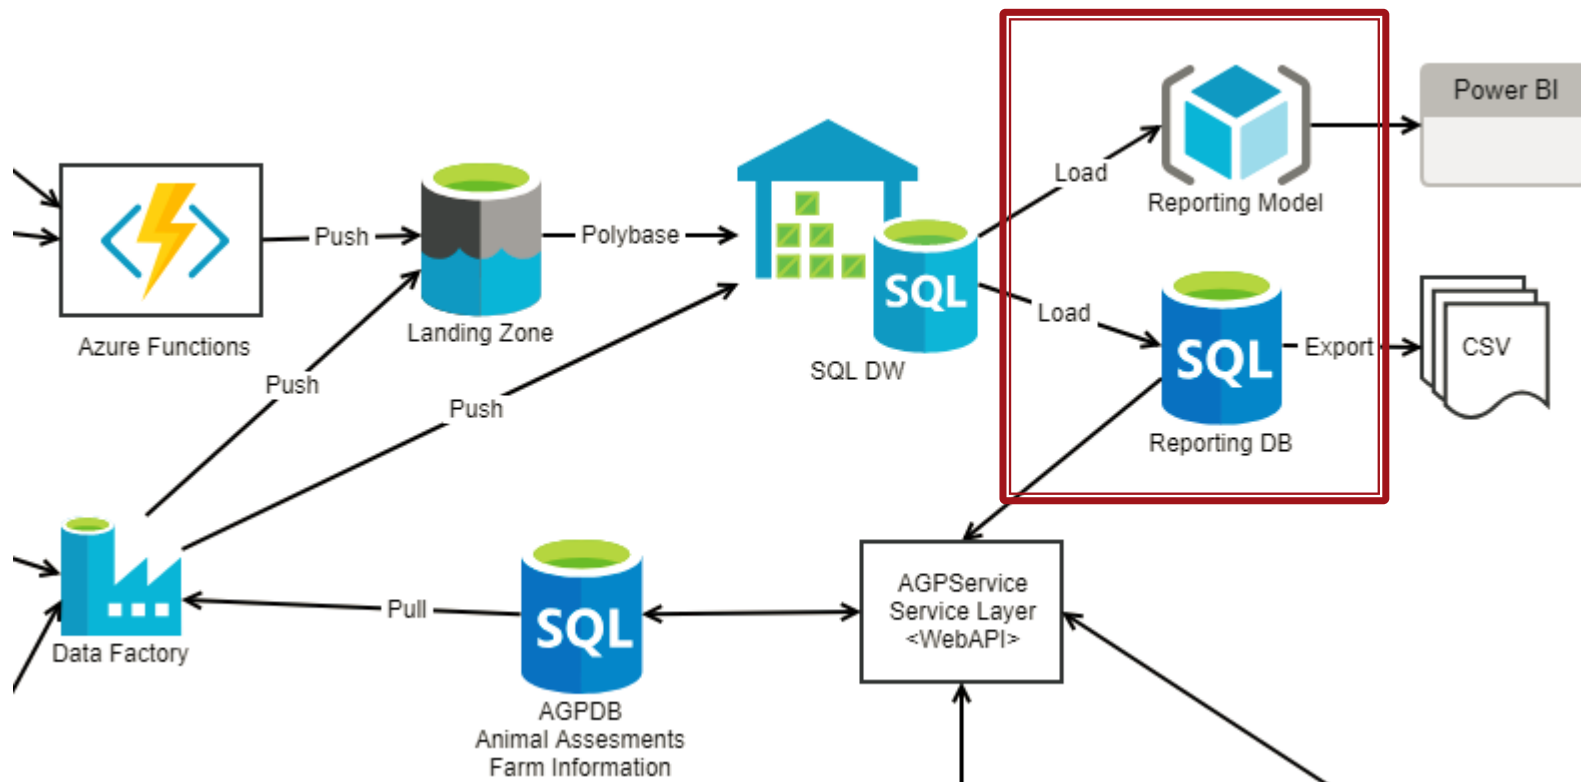 Power BI
Load
Reporting Model
Push
Polybase
SQL
Azure Functions
Landing Zone
SQL DW
Load
SQL
Export
CSV
Reporting DB
Push
Push
Pull
SQL
AGPService
Service Layer
<WebAPI>
Data Factory
AGPDB
Animal Assesments
Farm Information